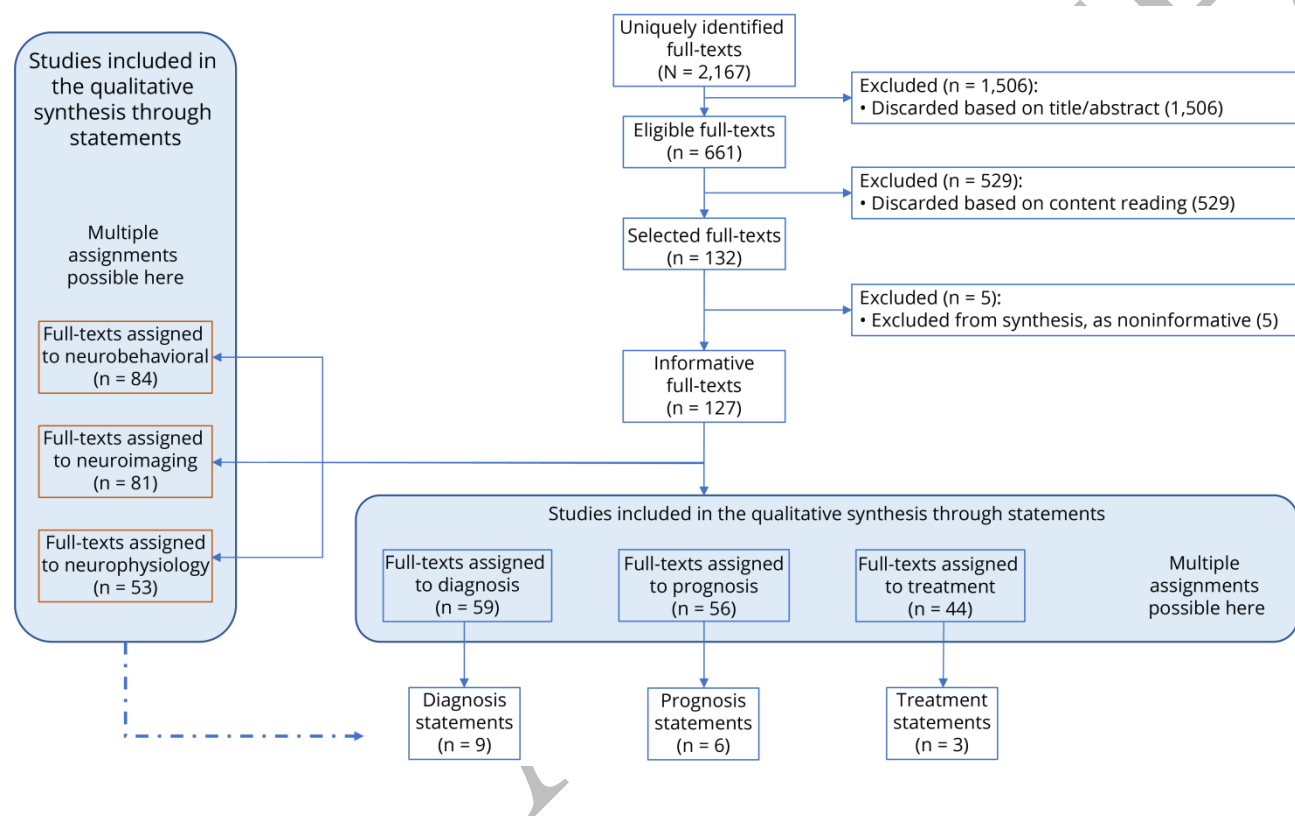 Studies included in
the qualitative
synthesis through
statements
Multiple
assignments
possible here
Full-texts assigned
to neurobehavioral
(n = 84)
Full-texts assigned
to neuroimaging
(n = 81)
Full-texts assigned
to neurophysiology
(n = 53)
Uniquely identified
full-texts
(N = 2,167)
Excluded (n = 1,506):
• Discarded based on title/abstract (1,506)
Eligible full-texts
(n = 661)
Excluded (n = 529):
• Discarded based on content reading (529)
Selected full-texts
(n = 132)
Excluded (n = 5):
• Excluded from synthesis, as noninformative (5)
Informative
full-texts
(n = 127)
Studies included in the qualitative synthesis through statements
Full-texts assigned
to diagnosis
(n = 59)
Full-texts assigned
to prognosis
(n = 56)
Full-texts assigned
to treatment
(n = 44)
Multiple
assignments
possible here
Diagnosis
statements
(n = 9)
Prognosis
statements
(n = 6)
Treatment
statements
(n = 3)